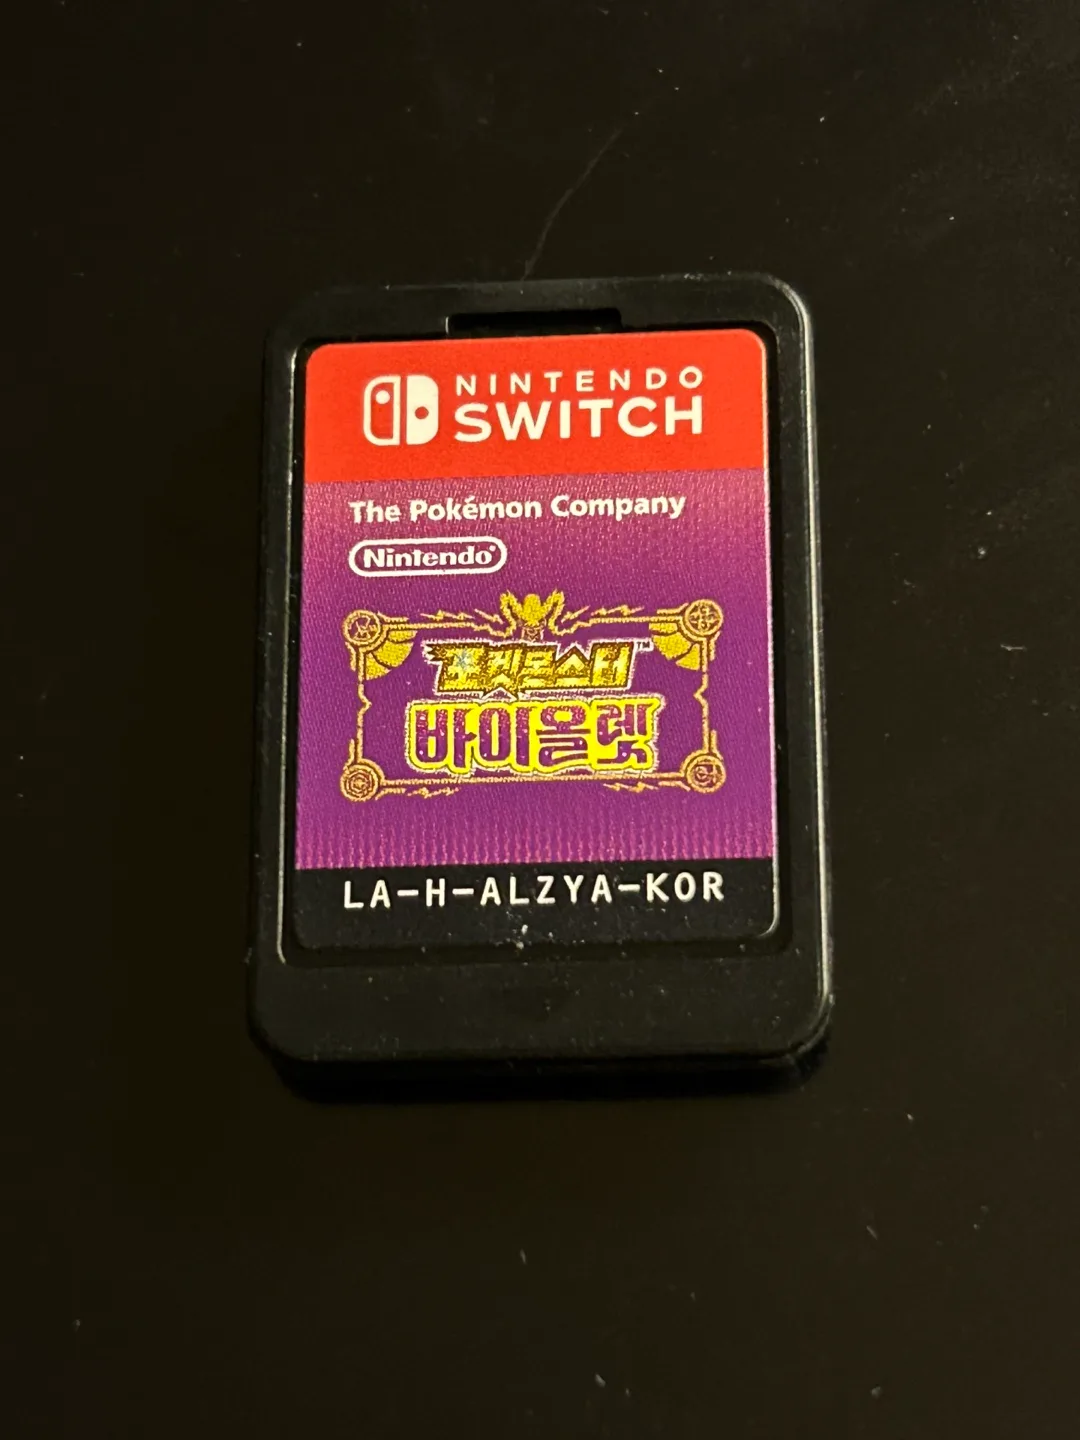 NINTENDO
SWITCH
The Pokémon Company
Nintendo
포켓몬스터
바이올렛
LA-H-ALZYA-KOR